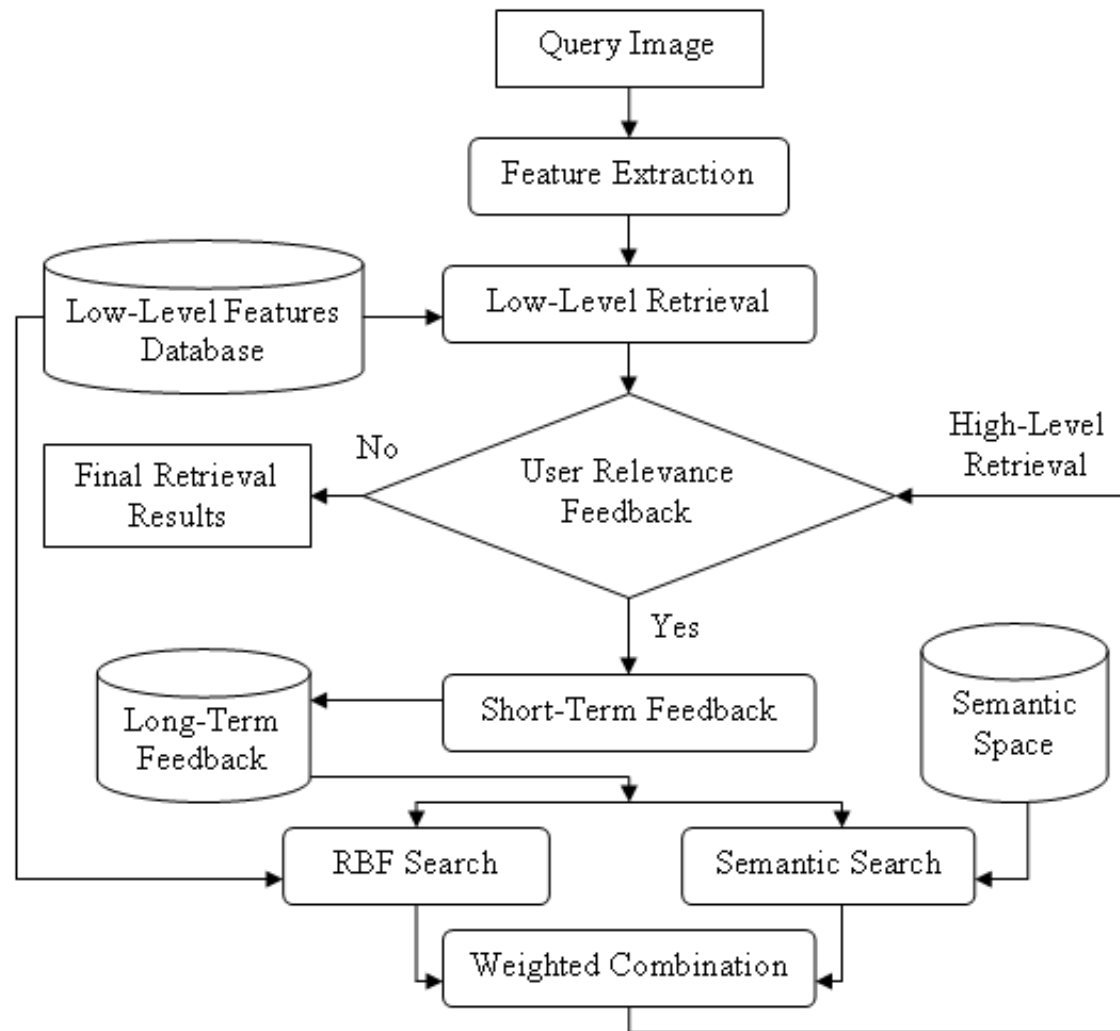 Query Image
Feature Extraction
Low-Level Features
Database
Low-Level Retrieval
No
High-Level
Retrieval
Final Retrieval
Results
User Relevance
Feedback
Yes
Long-Term
Feedback
Short-Term Feedback
Semantic
Space
RBF Search
Semantic Search
Weighted Combination